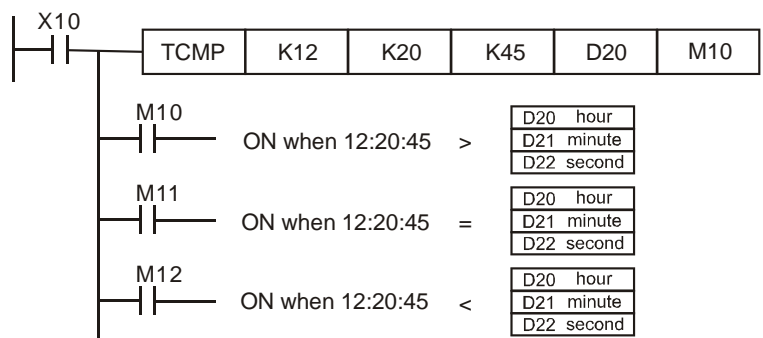 X10
TCMP K12 K20 K45 D20 M10
M10
ON when 12:20:45 >
D20 hour
D21 minute
D22 second
M11
ON when 12:20:45 =
D20 hour
D21 minute
D22 second
M12
ON when 12:20:45 <
D20 hour
D21 minute
D22 second